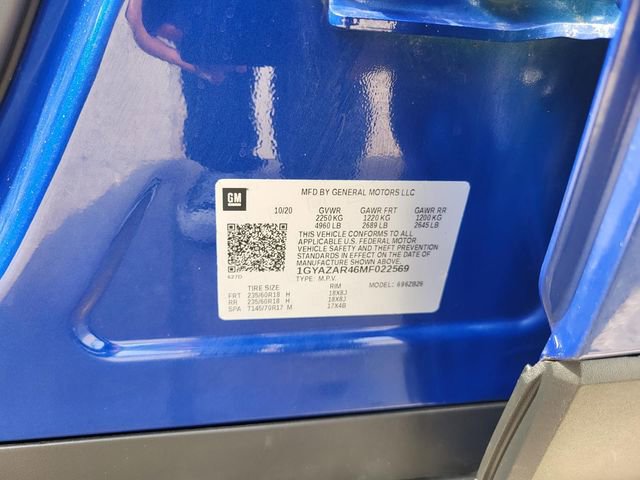 GM
MFD BY GENERAL MOTORS LLC
10/20 GVWR GAWR FRT GAWR RR
2250 KG 1220 KG 1200 KG
4960 LB 2689 LB 2645 LB
THIS VEHICLE CONFORMS TO ALL
APPLICABLE U.S. FEDERAL MOTOR
VEHICLE SAFETY AND THEFT PREVENTION
STANDARDS IN EFFECT ON THE DATE OF
MANUFACTURE SHOWN ABOVE.
1GYAZAR46MF022569
TYPE: M.P.V.
TIRE SIZE RIM MODEL: 696ZB26
FRT 235/60R18 H 18X8J
RR 235/60R18 H 18X8J
SPA T145/70R17 M 17X4B